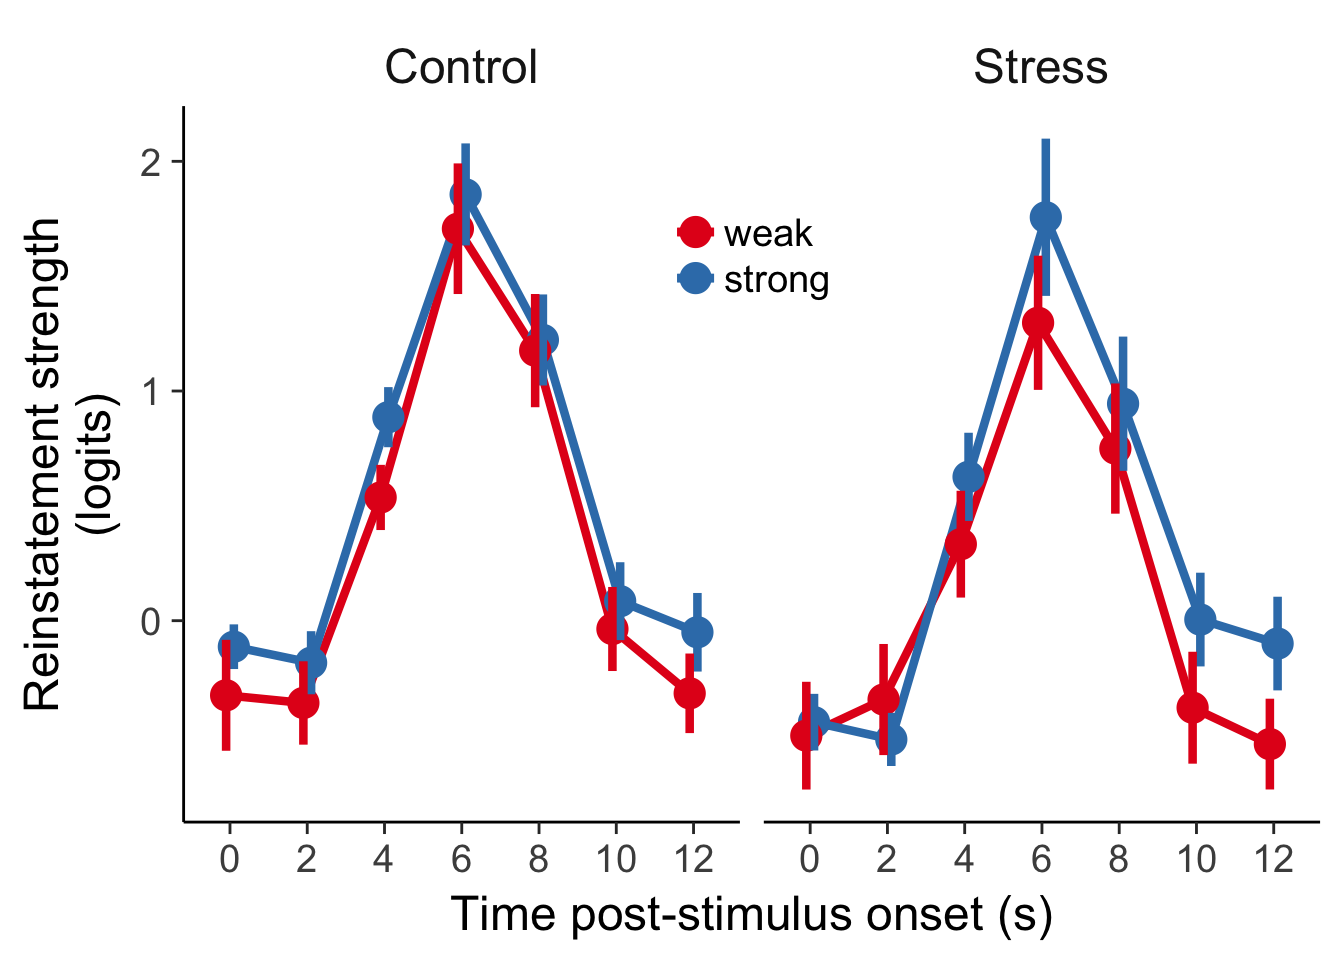 Control
Stress
Reinstatement strength
(logits)
2
1
0
weak
strong
0 2 4 6 8 10 12
0 2 4 6 8 10 12
Time post-stimulus onset (s)